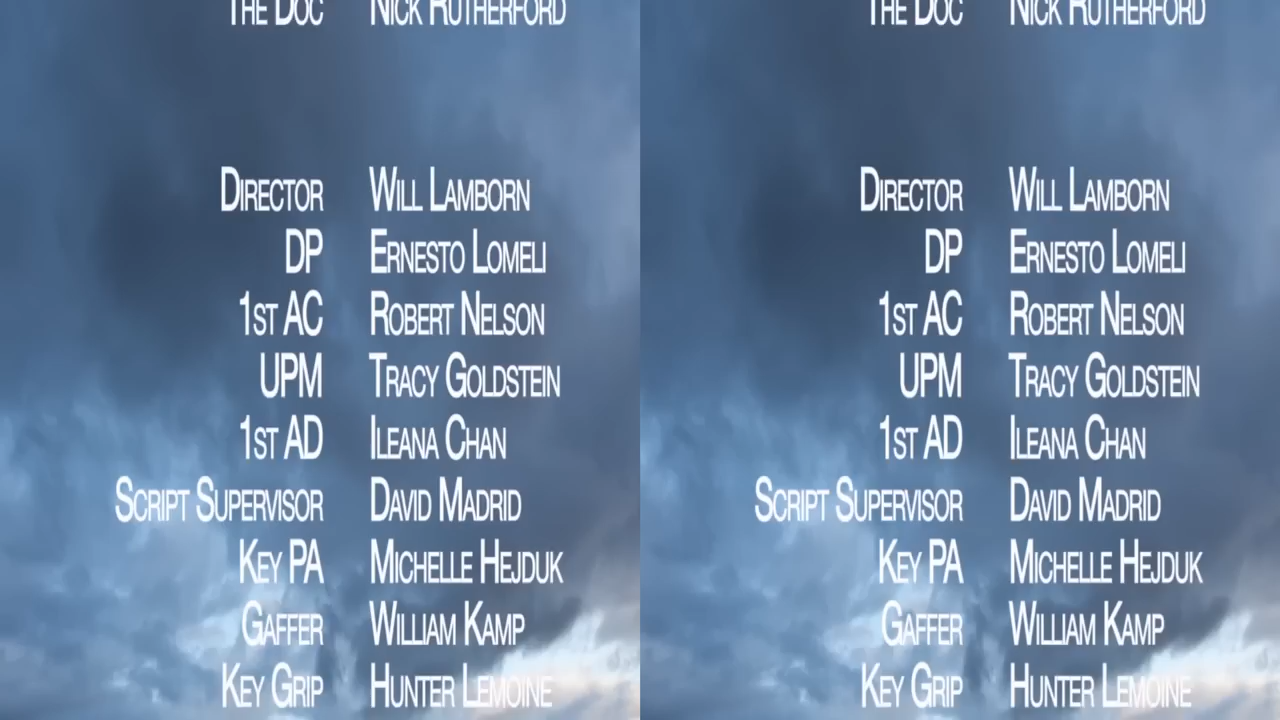 The Doc Nick Rutherford The Doc Nick Rutherford
Director Will Lamborn Director Will Lamborn
DP Ernesto Lomeli DP Ernesto Lomeli
1st AC Robert Nelson 1st AC Robert Nelson
UPM Tracy Goldstein UPM Tracy Goldstein
1st AD Ileana Chan 1st AD Ileana Chan
Script Supervisor David Madrid Script Supervisor David Madrid
Key PA Michelle Hejduk Key PA Michelle Hejduk
Gaffer William Kamp Gaffer William Kamp
Key Grip Hunter Lemoine Key Grip Hunter Lemoine